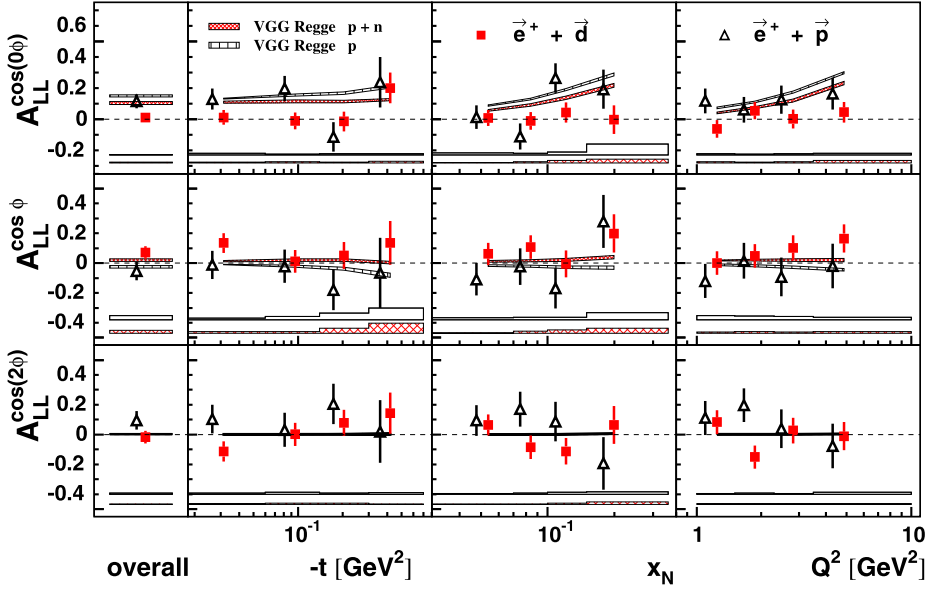 VGG Regge p + n
VGG Regge p
e⃗⁺ + d⃗
e⃗⁺ + p⃗
A_LL^cos(0ϕ)
0.6
0.4
0.2
0
-0.2
A_LL^cos ϕ
0.4
0.2
0
-0.2
-0.4
A_LL^cos(2ϕ)
0.4
0.2
0
-0.2
-0.4
10⁻¹ 10⁻¹ 1 10
overall -t [GeV²] x_N Q² [GeV²]